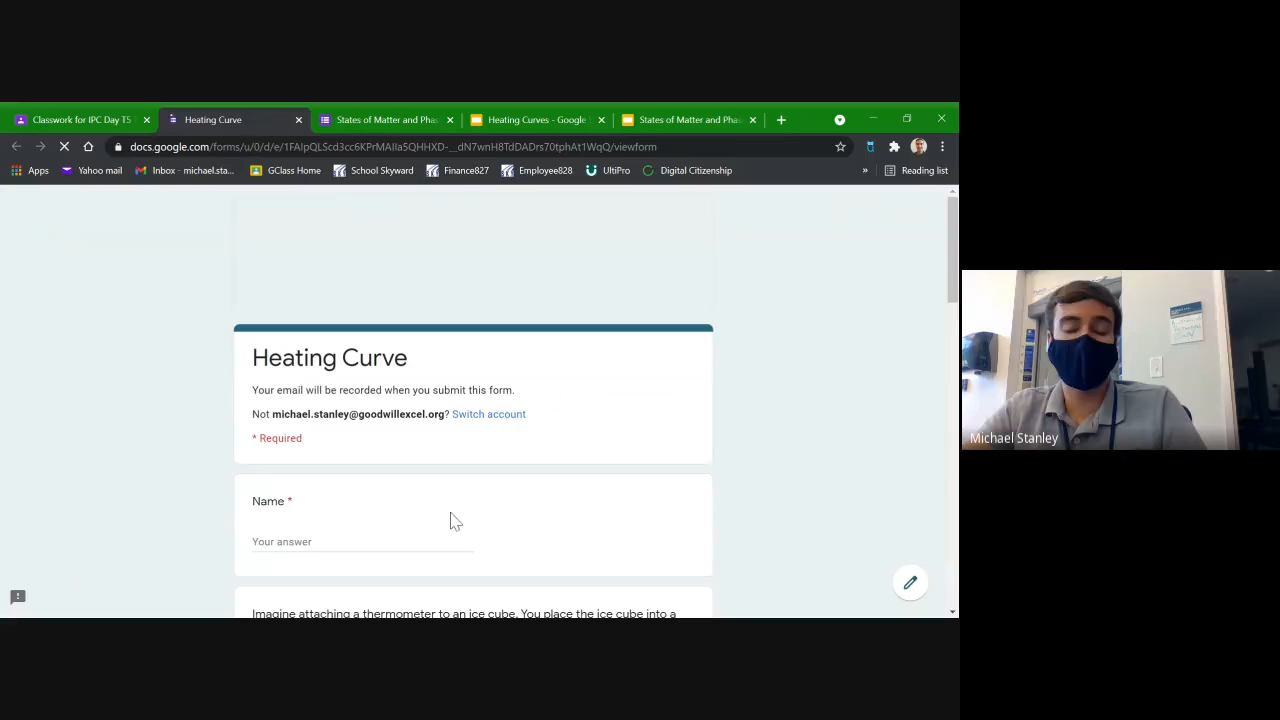 Classwork for IPC Day T5
Heating Curve
States of Matter and Pha
Heating Curves - Google
States of Matter and Pha
docs.google.com/forms/u/0/d/e/1FAIpQLScd3cc6KPrMAIIa5QHHXD-__dN7wnH8TdDADrs70tphAt1WqQ/viewform
Apps
Yahoo mail
Inbox - michael.sta...
GClass Home
School Skyward
Finance827
Employee828
UltiPro
Digital Citizenship
»
Reading list
Heating Curve
Your email will be recorded when you submit this form.
Not michael.stanley@goodwillexcel.org? Switch account
* Required
Name *
Your answer
Imagine attaching a thermometer to an ice cube. You place the ice cube into a
Michael Stanley